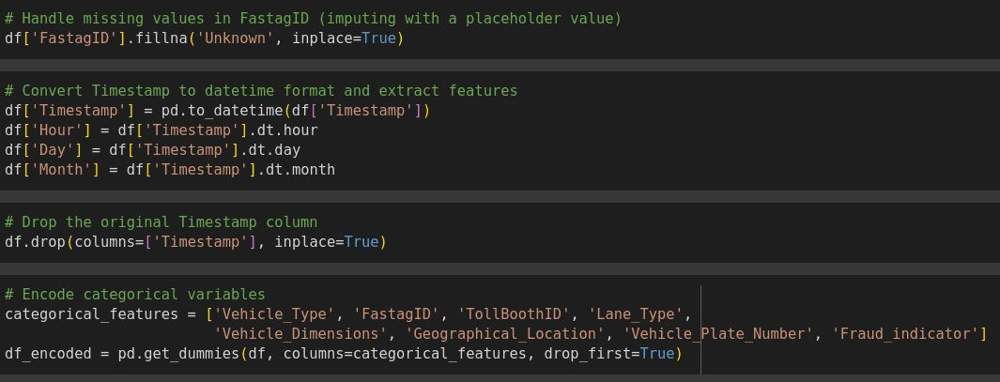 # Handle missing values in FastagID (imputing with a placeholder value)
df['FastagID'].fillna('Unknown', inplace=True)
# Convert Timestamp to datetime format and extract features
df['Timestamp'] = pd.to_datetime(df['Timestamp'])
df['Hour'] = df['Timestamp'].dt.hour
df['Day'] = df['Timestamp'].dt.day
df['Month'] = df['Timestamp'].dt.month
# Drop the original Timestamp column
df.drop(columns=['Timestamp'], inplace=True)
# Encode categorical variables
categorical_features = ['Vehicle_Type', 'FastagID', 'TollBoothID', 'Lane_Type',
'Vehicle_Dimensions', 'Geographical_Location', 'Vehicle_Plate_Number', 'Fraud_indicator']
df_encoded = pd.get_dummies(df, columns=categorical_features, drop_first=True)